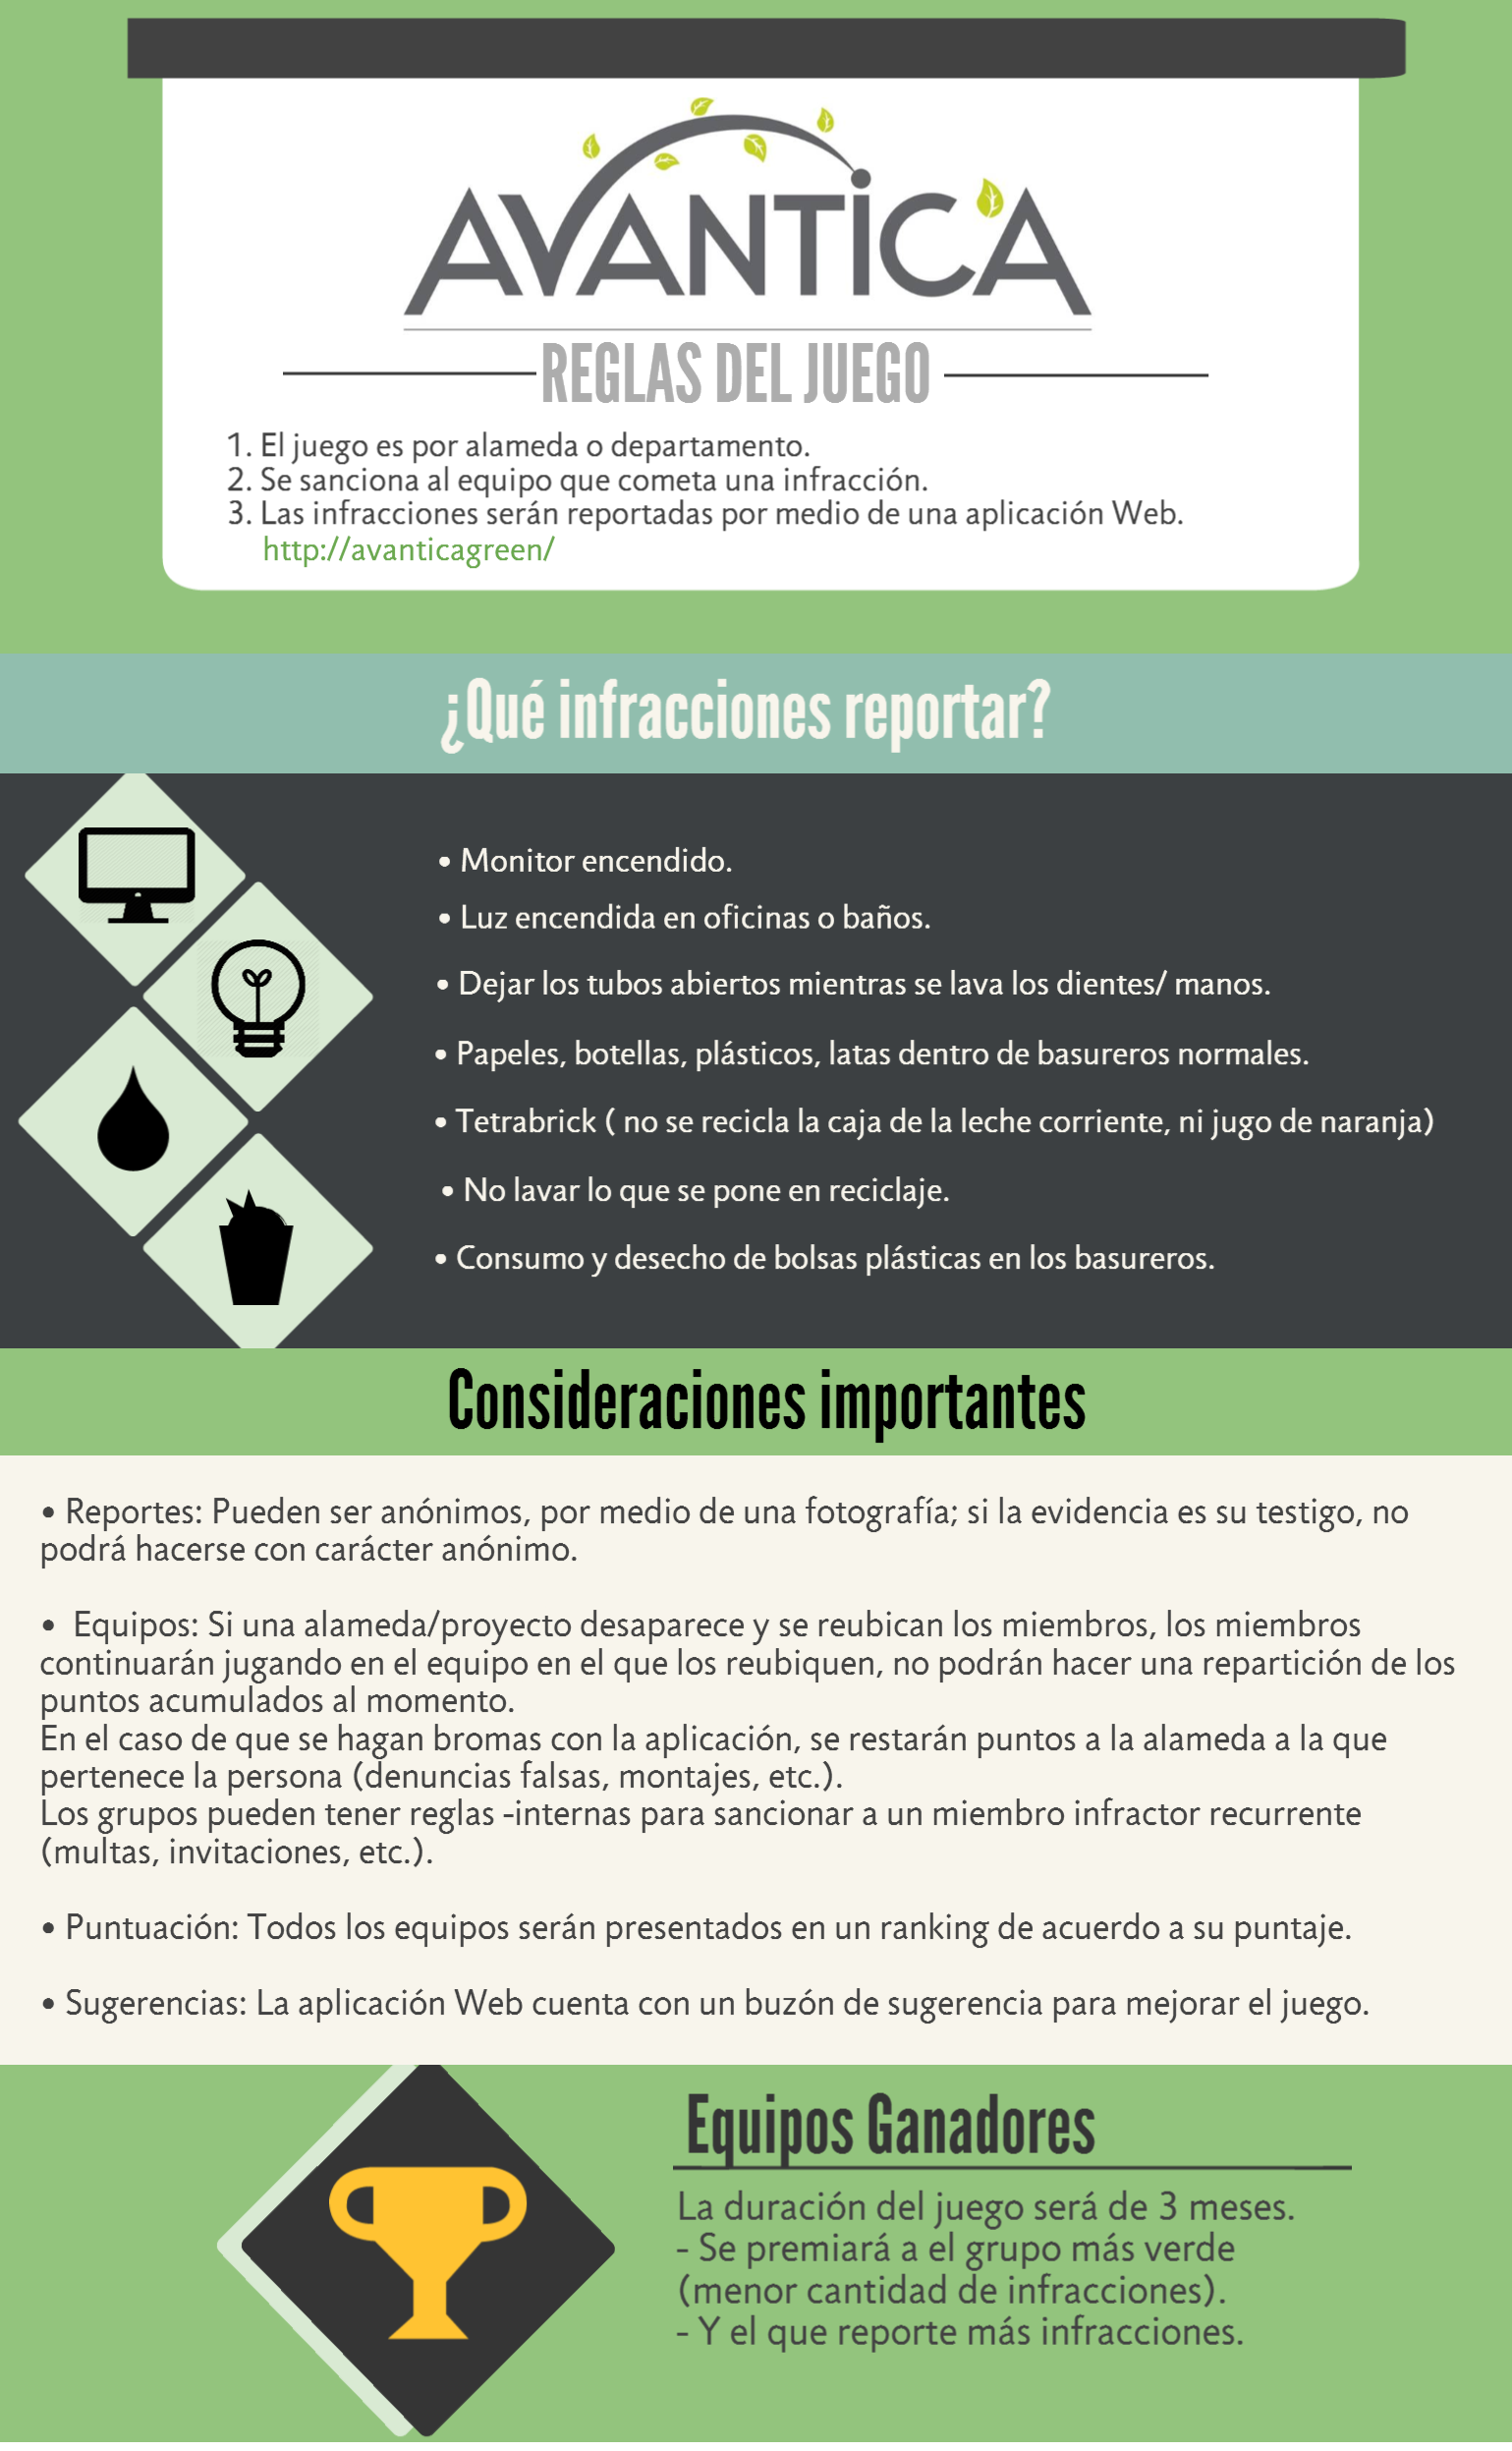 AVANTICA
REGLAS DEL JUEGO
1. El juego es por alameda o departamento.
2. Se sanciona al equipo que cometa una infracción.
3. Las infracciones serán reportadas por medio de una aplicación Web.
http://avanticagreen/
¿Qué infracciones reportar?
• Monitor encendido.
• Luz encendida en oficinas o baños.
• Dejar los tubos abiertos mientras se lava los dientes/ manos.
• Papeles, botellas, plásticos, latas dentro de basureros normales.
• Tetrabrick ( no se recicla la caja de la leche corriente, ni jugo de naranja)
• No lavar lo que se pone en reciclaje.
• Consumo y desecho de bolsas plásticas en los basureros.
Consideraciones importantes
• Reportes: Pueden ser anónimos, por medio de una fotografía; si la evidencia es su testigo, no
podrá hacerse con carácter anónimo.
• Equipos: Si una alameda/proyecto desaparece y se reubican los miembros, los miembros
continuarán jugando en el equipo en el que los reubiquen, no podrán hacer una repartición de los
puntos acumulados al momento.
En el caso de que se hagan bromas con la aplicación, se restarán puntos a la alameda a la que
pertenece la persona (denuncias falsas, montajes, etc.).
Los grupos pueden tener reglas -internas para sancionar a un miembro infractor recurrente
(multas, invitaciones, etc.).
• Puntuación: Todos los equipos serán presentados en un ranking de acuerdo a su puntaje.
• Sugerencias: La aplicación Web cuenta con un buzón de sugerencia para mejorar el juego.
Equipos Ganadores
La duración del juego será de 3 meses.
- Se premiará a el grupo más verde
(menor cantidad de infracciones).
- Y el que reporte más infracciones.